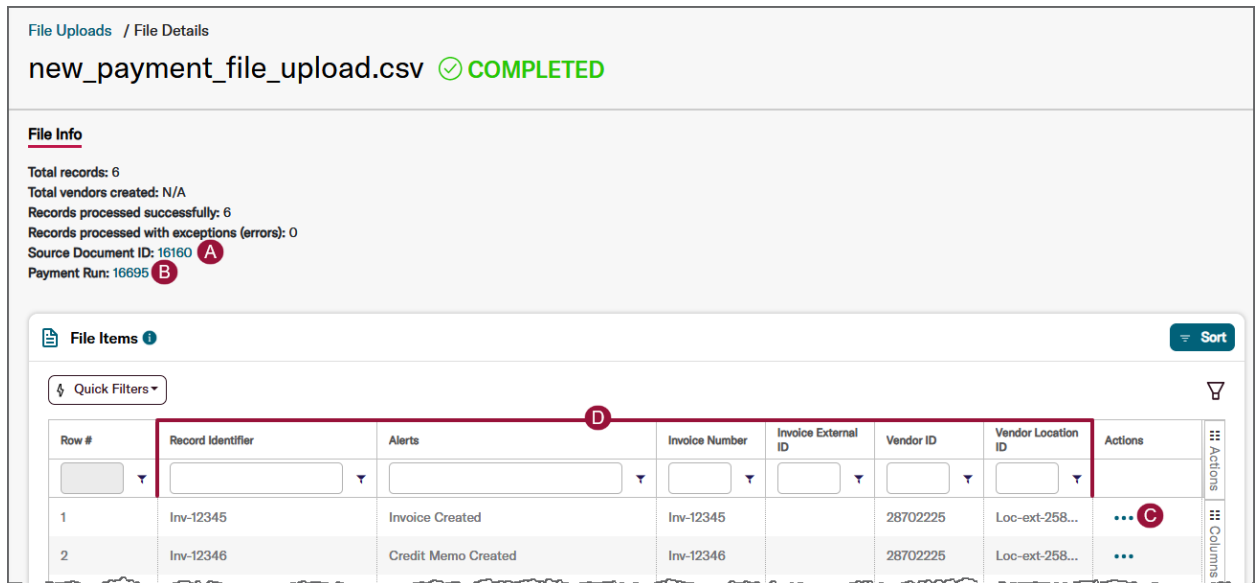 File Uploads / File Details
new_payment_file_upload.csv COMPLETED
File Info
Total records: 6
Total vendors created: N/A
Records processed successfully: 6
Records processed with exceptions (errors): 0
Source Document ID: 16160 A
Payment Run: 16695 B
File Items i
Sort
Quick Filters
D
Row # Record Identifier Alerts Invoice Number Invoice External ID Vendor ID Vendor Location ID Actions
Actions
1 Inv-12345 Invoice Created Inv-12345 28702225 Loc-ext-258... ••• C
2 Inv-12346 Credit Memo Created Inv-12346 28702225 Loc-ext-258... •••
Columns